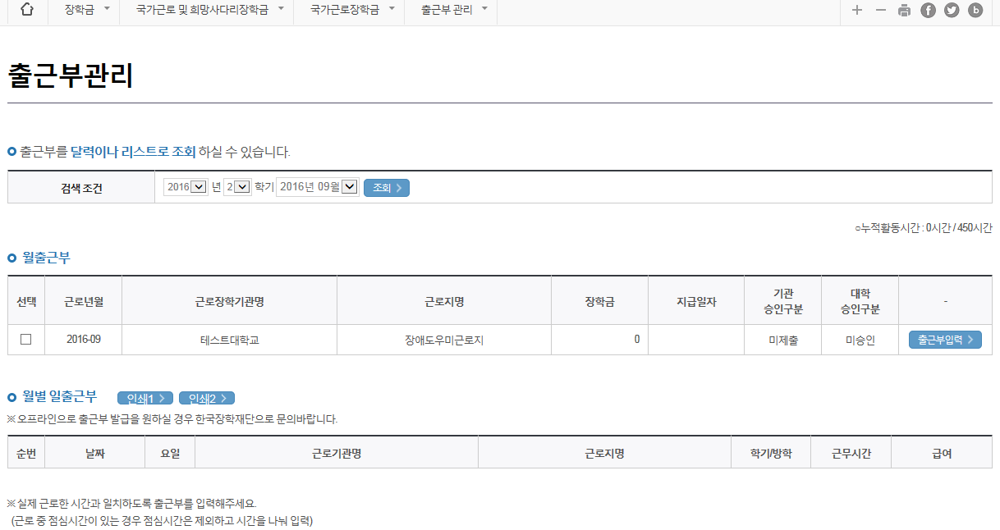 장학금 국가근로 및 희망사다리장학금 국가근로장학금 출근부 관리
출근부관리
출근부를 달력이나 리스트로 조회 하실 수 있습니다.
검색 조건 2016 년 2 학기 2016년 09월 조회
○누적활동시간 : 0시간 / 450시간
월출근부
선택 근로년월 근로장학기관명 근로지명 장학금 지급일자 기관 승인구분 대학 승인구분 -
2016-09 테스트대학교 장애도우미근로지 0 미제출 미승인 출근부입력
월별 일출근부 인쇄1 인쇄2
※오프라인으로 출근부 발급을 원하실 경우 한국장학재단으로 문의바랍니다.
순번 날짜 요일 근로기관명 근로지명 학기/방학 근무시간 급여
※실제 근로한 시간과 일치하도록 출근부를 입력해주세요.
(근로 중 점심시간이 있는 경우 점심시간은 제외하고 시간을 나눠 입력)